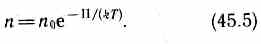 n = n₀e^{−П/(kT)}. (45.5)